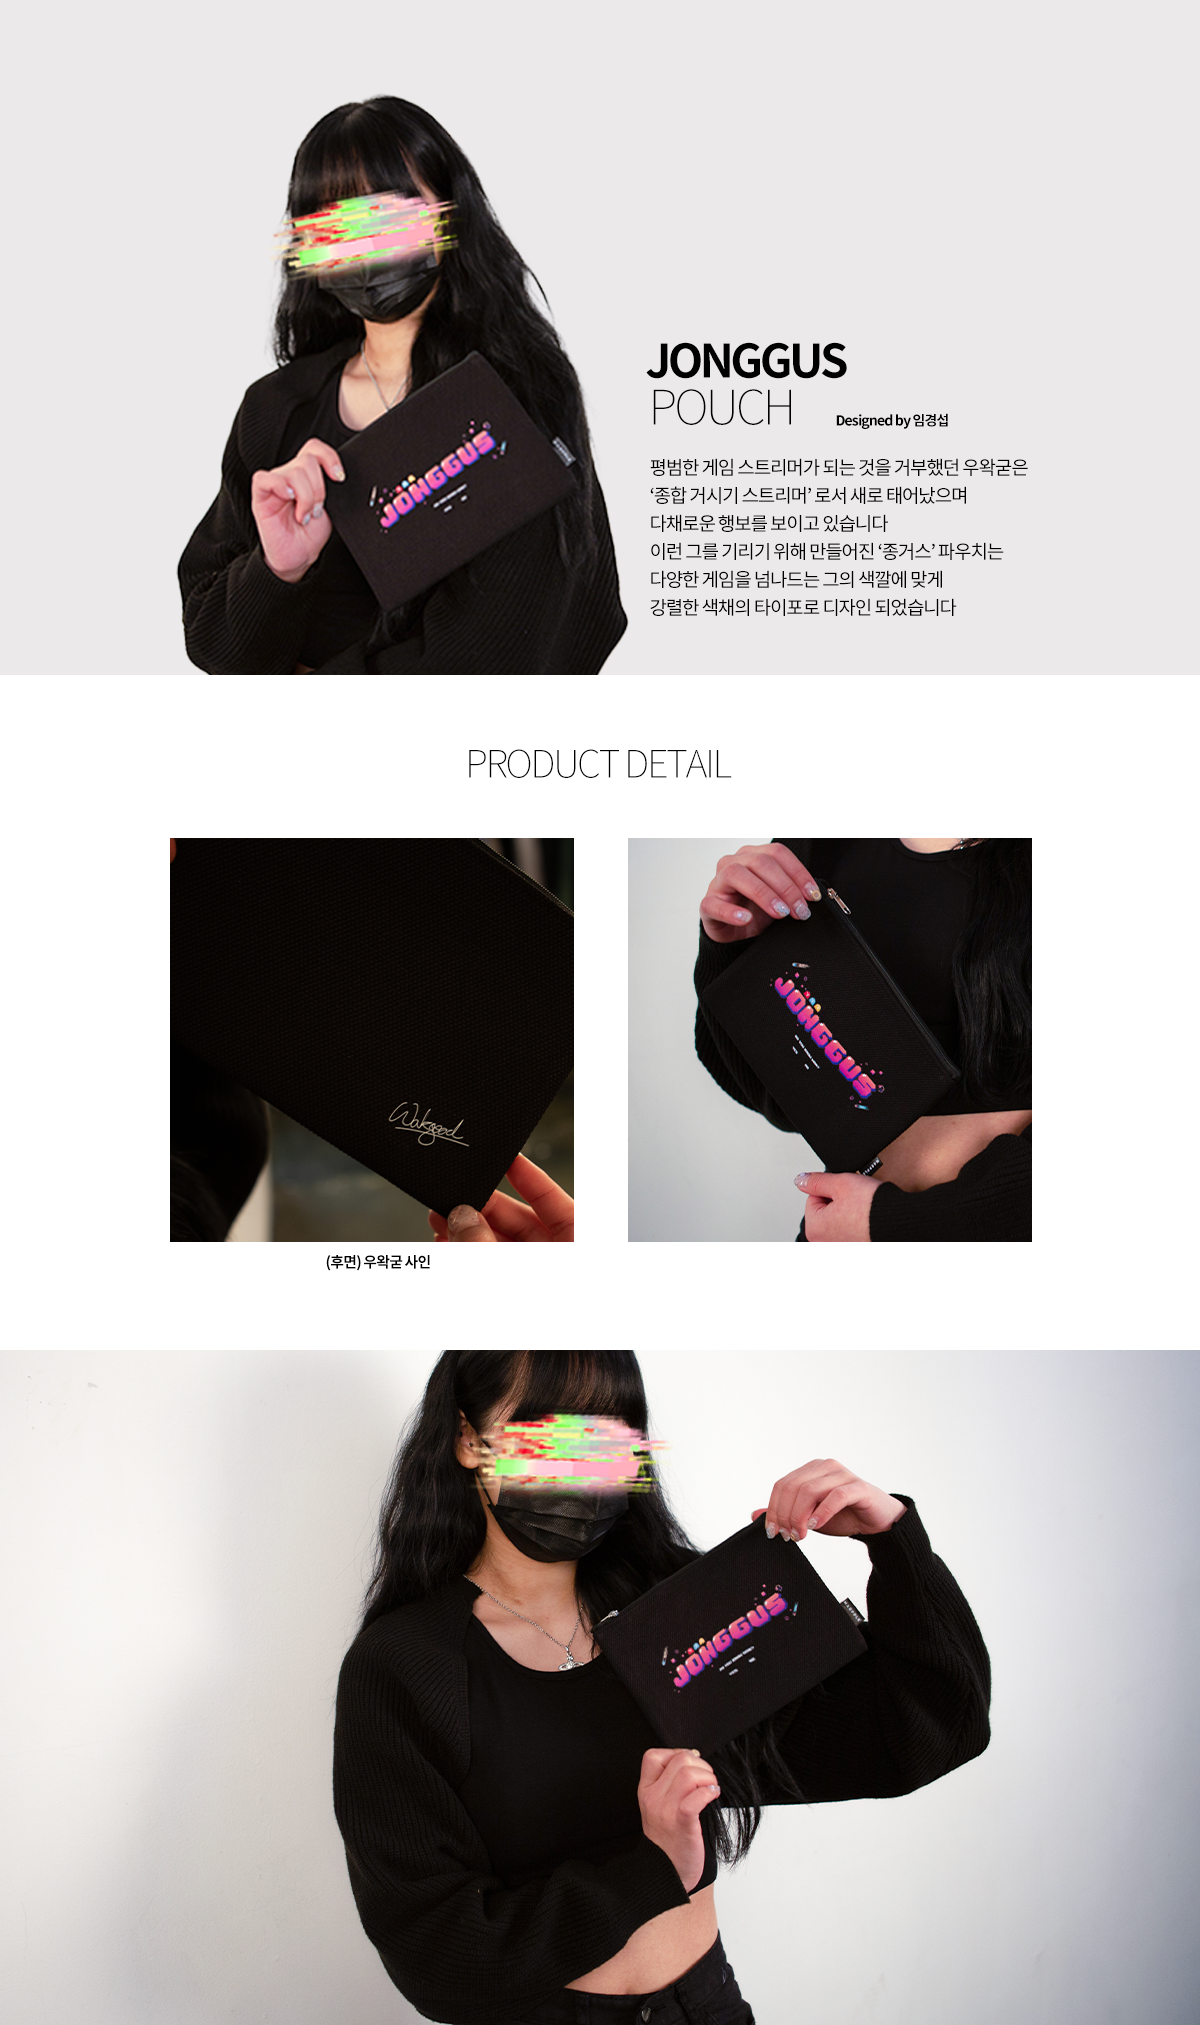 JONGGUS
POUCH
Designed by 임경섭
평범한 게임 스트리머가 되는 것을 거부했던 우왁굳은
‘종합 거시기 스트리머’ 로서 새로 태어났으며
다채로운 행보를 보이고 있습니다
이런 그를 기리기 위해 만들어진 ‘종거스’ 파우치는
다양한 게임을 넘나드는 그의 색깔에 맞게
강렬한 색채의 타이포로 디자인 되었습니다
JONGGUS
PRODUCT DETAIL
Wakgood
JONGGUS
(후면) 우왁굳 사인
JONGGUS